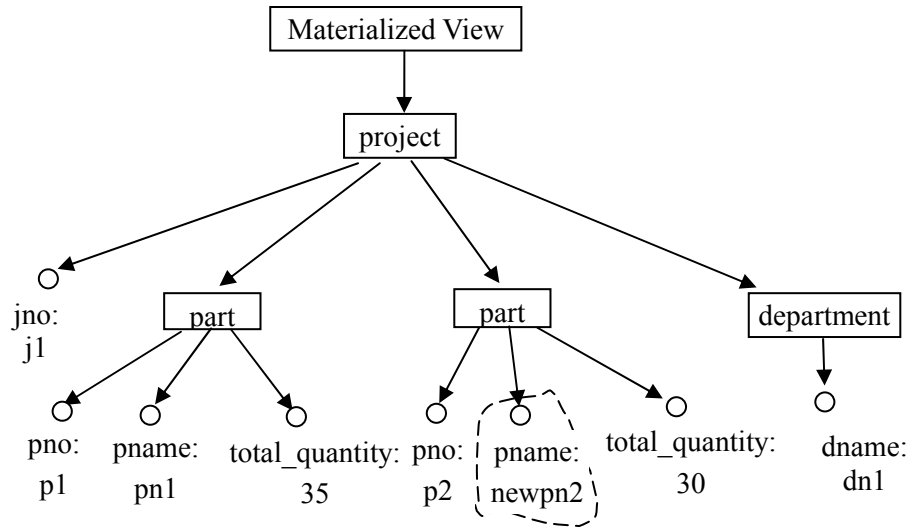 Materialized View
project
jno:
j1
part
part
department
pno:
p1
pname:
pn1
total_quantity:
35
pno:
p2
pname:
newpn2
total_quantity:
30
dname:
dn1